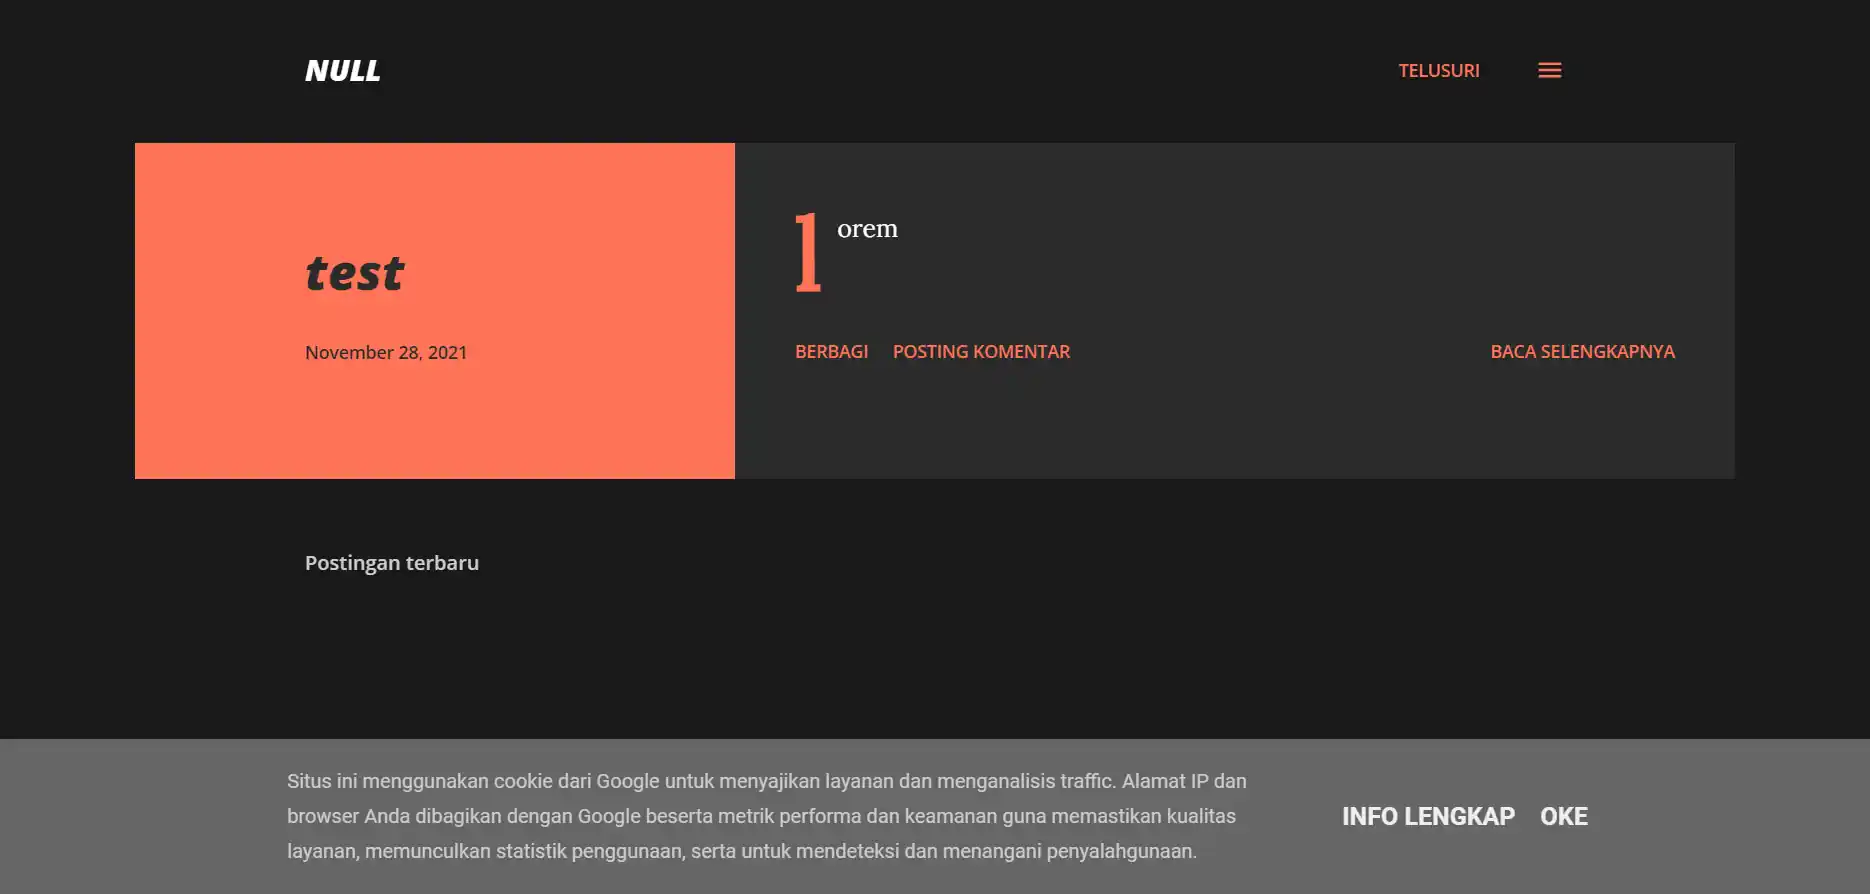 NULL
TELUSURI
test
November 28, 2021
lorem
BERBAGI POSTING KOMENTAR BACA SELENGKAPNYA
Postingan terbaru
Situs ini menggunakan cookie dari Google untuk menyajikan layanan dan menganalisis traffic. Alamat IP dan
browser Anda dibagikan dengan Google beserta metrik performa dan keamanan guna memastikan kualitas
layanan, memunculkan statistik penggunaan, serta untuk mendeteksi dan menangani penyalahgunaan.
INFO LENGKAP OKE